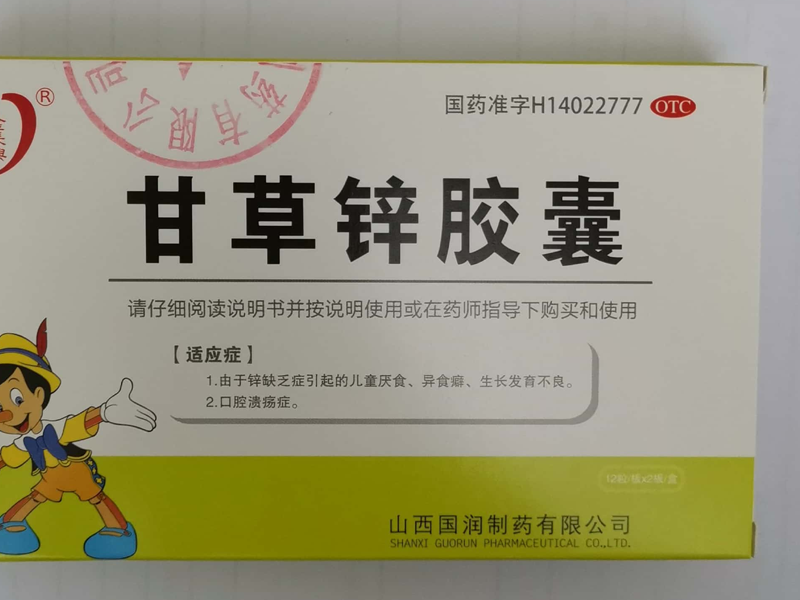 ®
国药准字H14022777 OTC
药有限公司
甘草锌胶囊
请仔细阅读说明书并按说明使用或在药师指导下购买和使用
【适应症】
1.由于锌缺乏症引起的儿童厌食、异食癖、生长发育不良。
2.口腔溃疡症。
12粒/板x2板/盒
山西国润制药有限公司
SHANXI GUORUN PHARMACEUTICAL CO.,LTD.